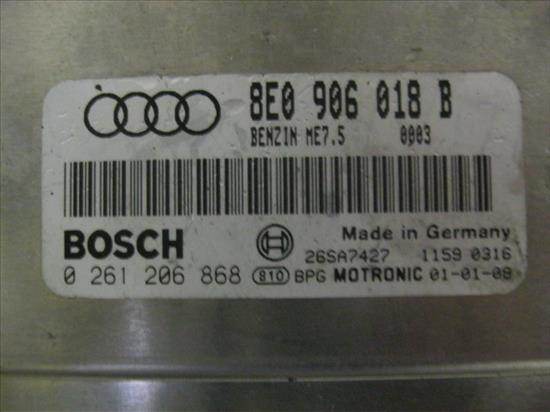 8E0 906 018 B
BENZIN ME7.5 0003
BOSCH
Made in Germany
26SA7427 1159 0316
0 261 206 868 810 BPG MOTRONIC 01-01-08